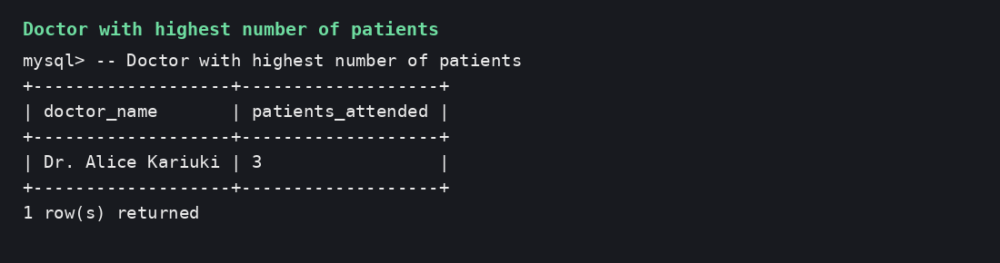 Doctor with highest number of patients
mysql> -- Doctor with highest number of patients
+-------------------+-------------------+
| doctor_name       | patients_attended |
+-------------------+-------------------+
| Dr. Alice Kariuki | 3                 |
+-------------------+-------------------+
1 row(s) returned